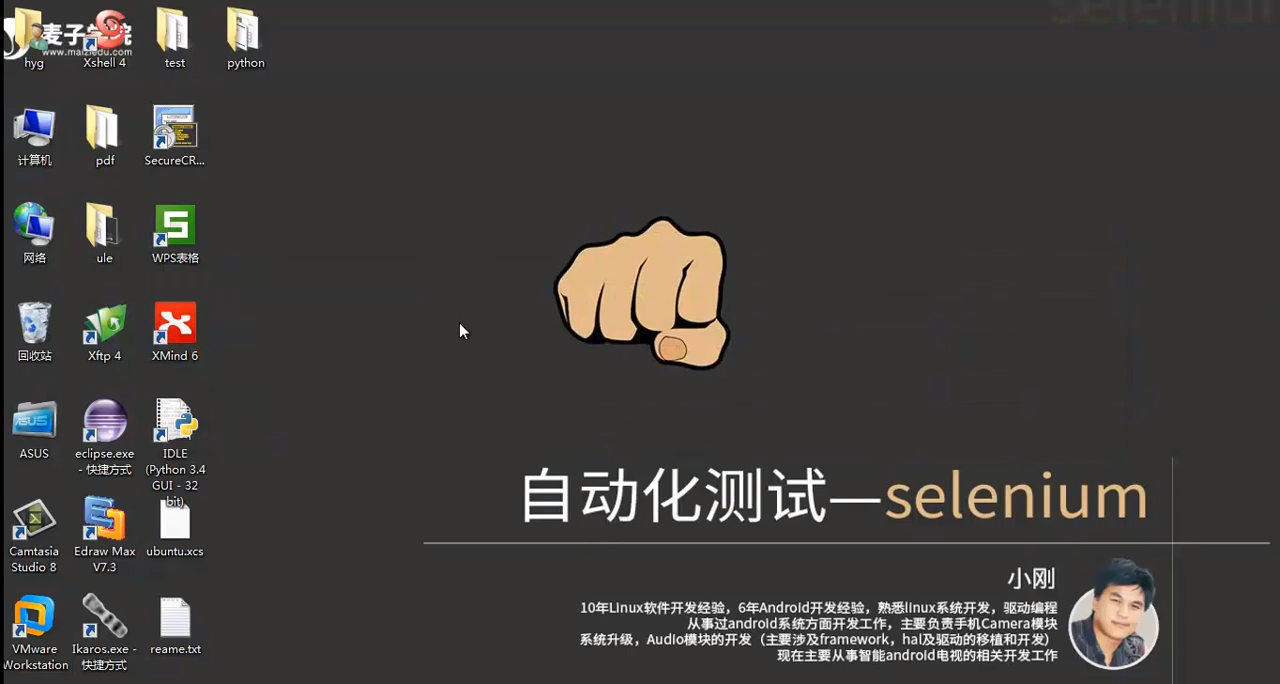 selenium
麦子学院
www.maiziedu.com
hyg
Xshell 4
test
python
计算机
pdf
SecureCR...
网络
ule
WPS表格
回收站
Xftp 4
XMind 6
ASUS
eclipse.exe
- 快捷方式
IDLE
(Python 3.4
GUI - 32
bit)
Camtasia
Studio 8
Edraw Max
V7.3
ubuntu.xcs
VMware
Workstation
Ikaros.exe -
快捷方式
reame.txt
自动化测试—selenium
小刚
10年Linux软件开发经验，6年Android开发经验，熟悉linux系统开发，驱动编程
从事过android系统方面开发工作，主要负责手机Camera模块
系统升级，Audio模块的开发（主要涉及framework，hal及驱动的移植和开发）
现在主要从事智能android电视的相关开发工作